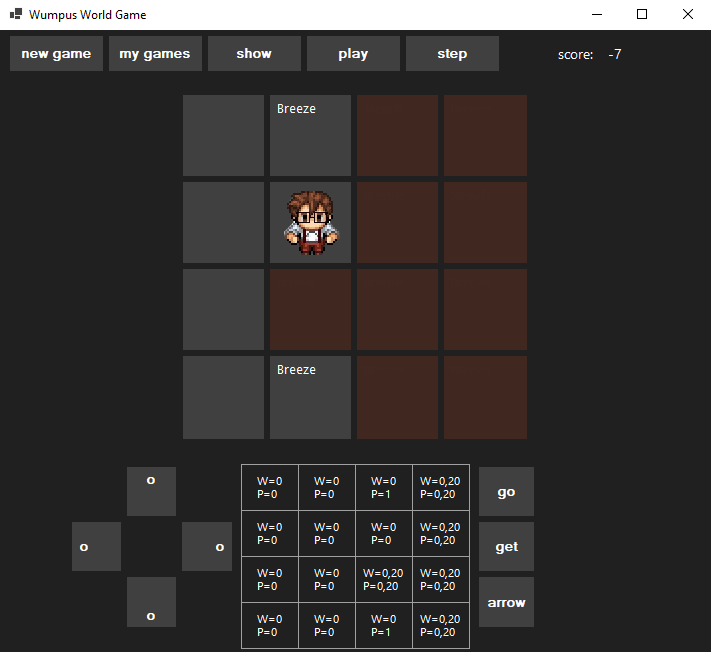 Wumpus World Game
new game my games show play step score: -7
Breeze
Breeze
o
o o
o
W=0 W=0 W=0 W=0,20
P=0 P=0 P=1 P=0,20
W=0 W=0 W=0 W=0,20
P=0 P=0 P=0 P=0,20
W=0 W=0 W=0,20 W=0,20
P=0 P=0 P=0,20 P=0,20
W=0 W=0 W=0 W=0,20
P=0 P=0 P=1 P=0,20
go
get
arrow